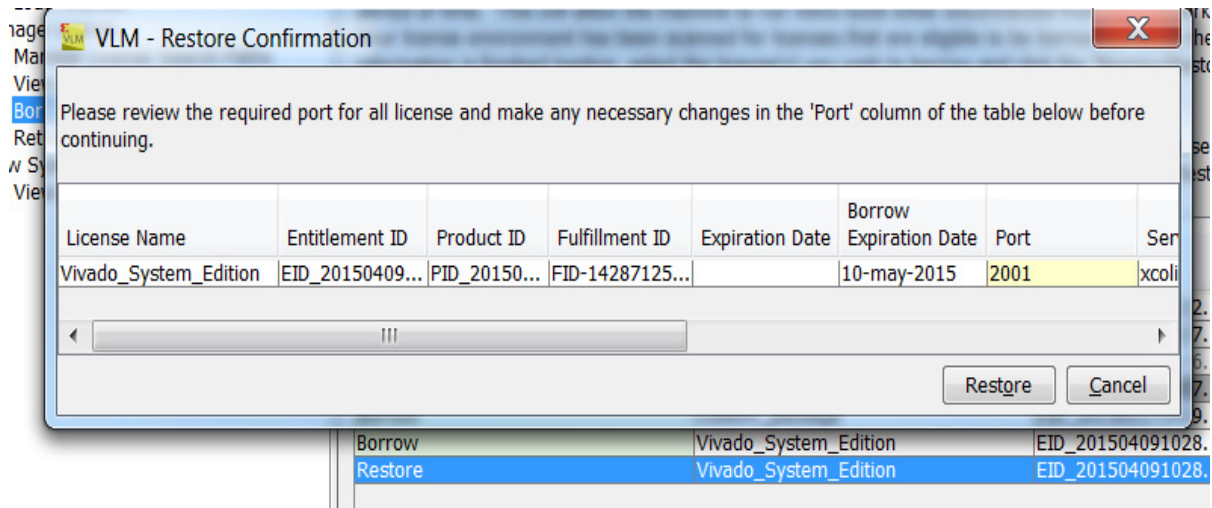 VLM - Restore Confirmation
Please review the required port for all license and make any necessary changes in the 'Port' column of the table below before
continuing.
License Name Entitlement ID Product ID Fulfillment ID Expiration Date Borrow Expiration Date Port
Vivado_System_Edition EID_20150409... PID_20150... FID-14287125... 10-may-2015 2001 xcoli
Restore Cancel
Borrow Vivado_System_Edition EID_201504091028.
Restore Vivado_System_Edition EID_201504091028.